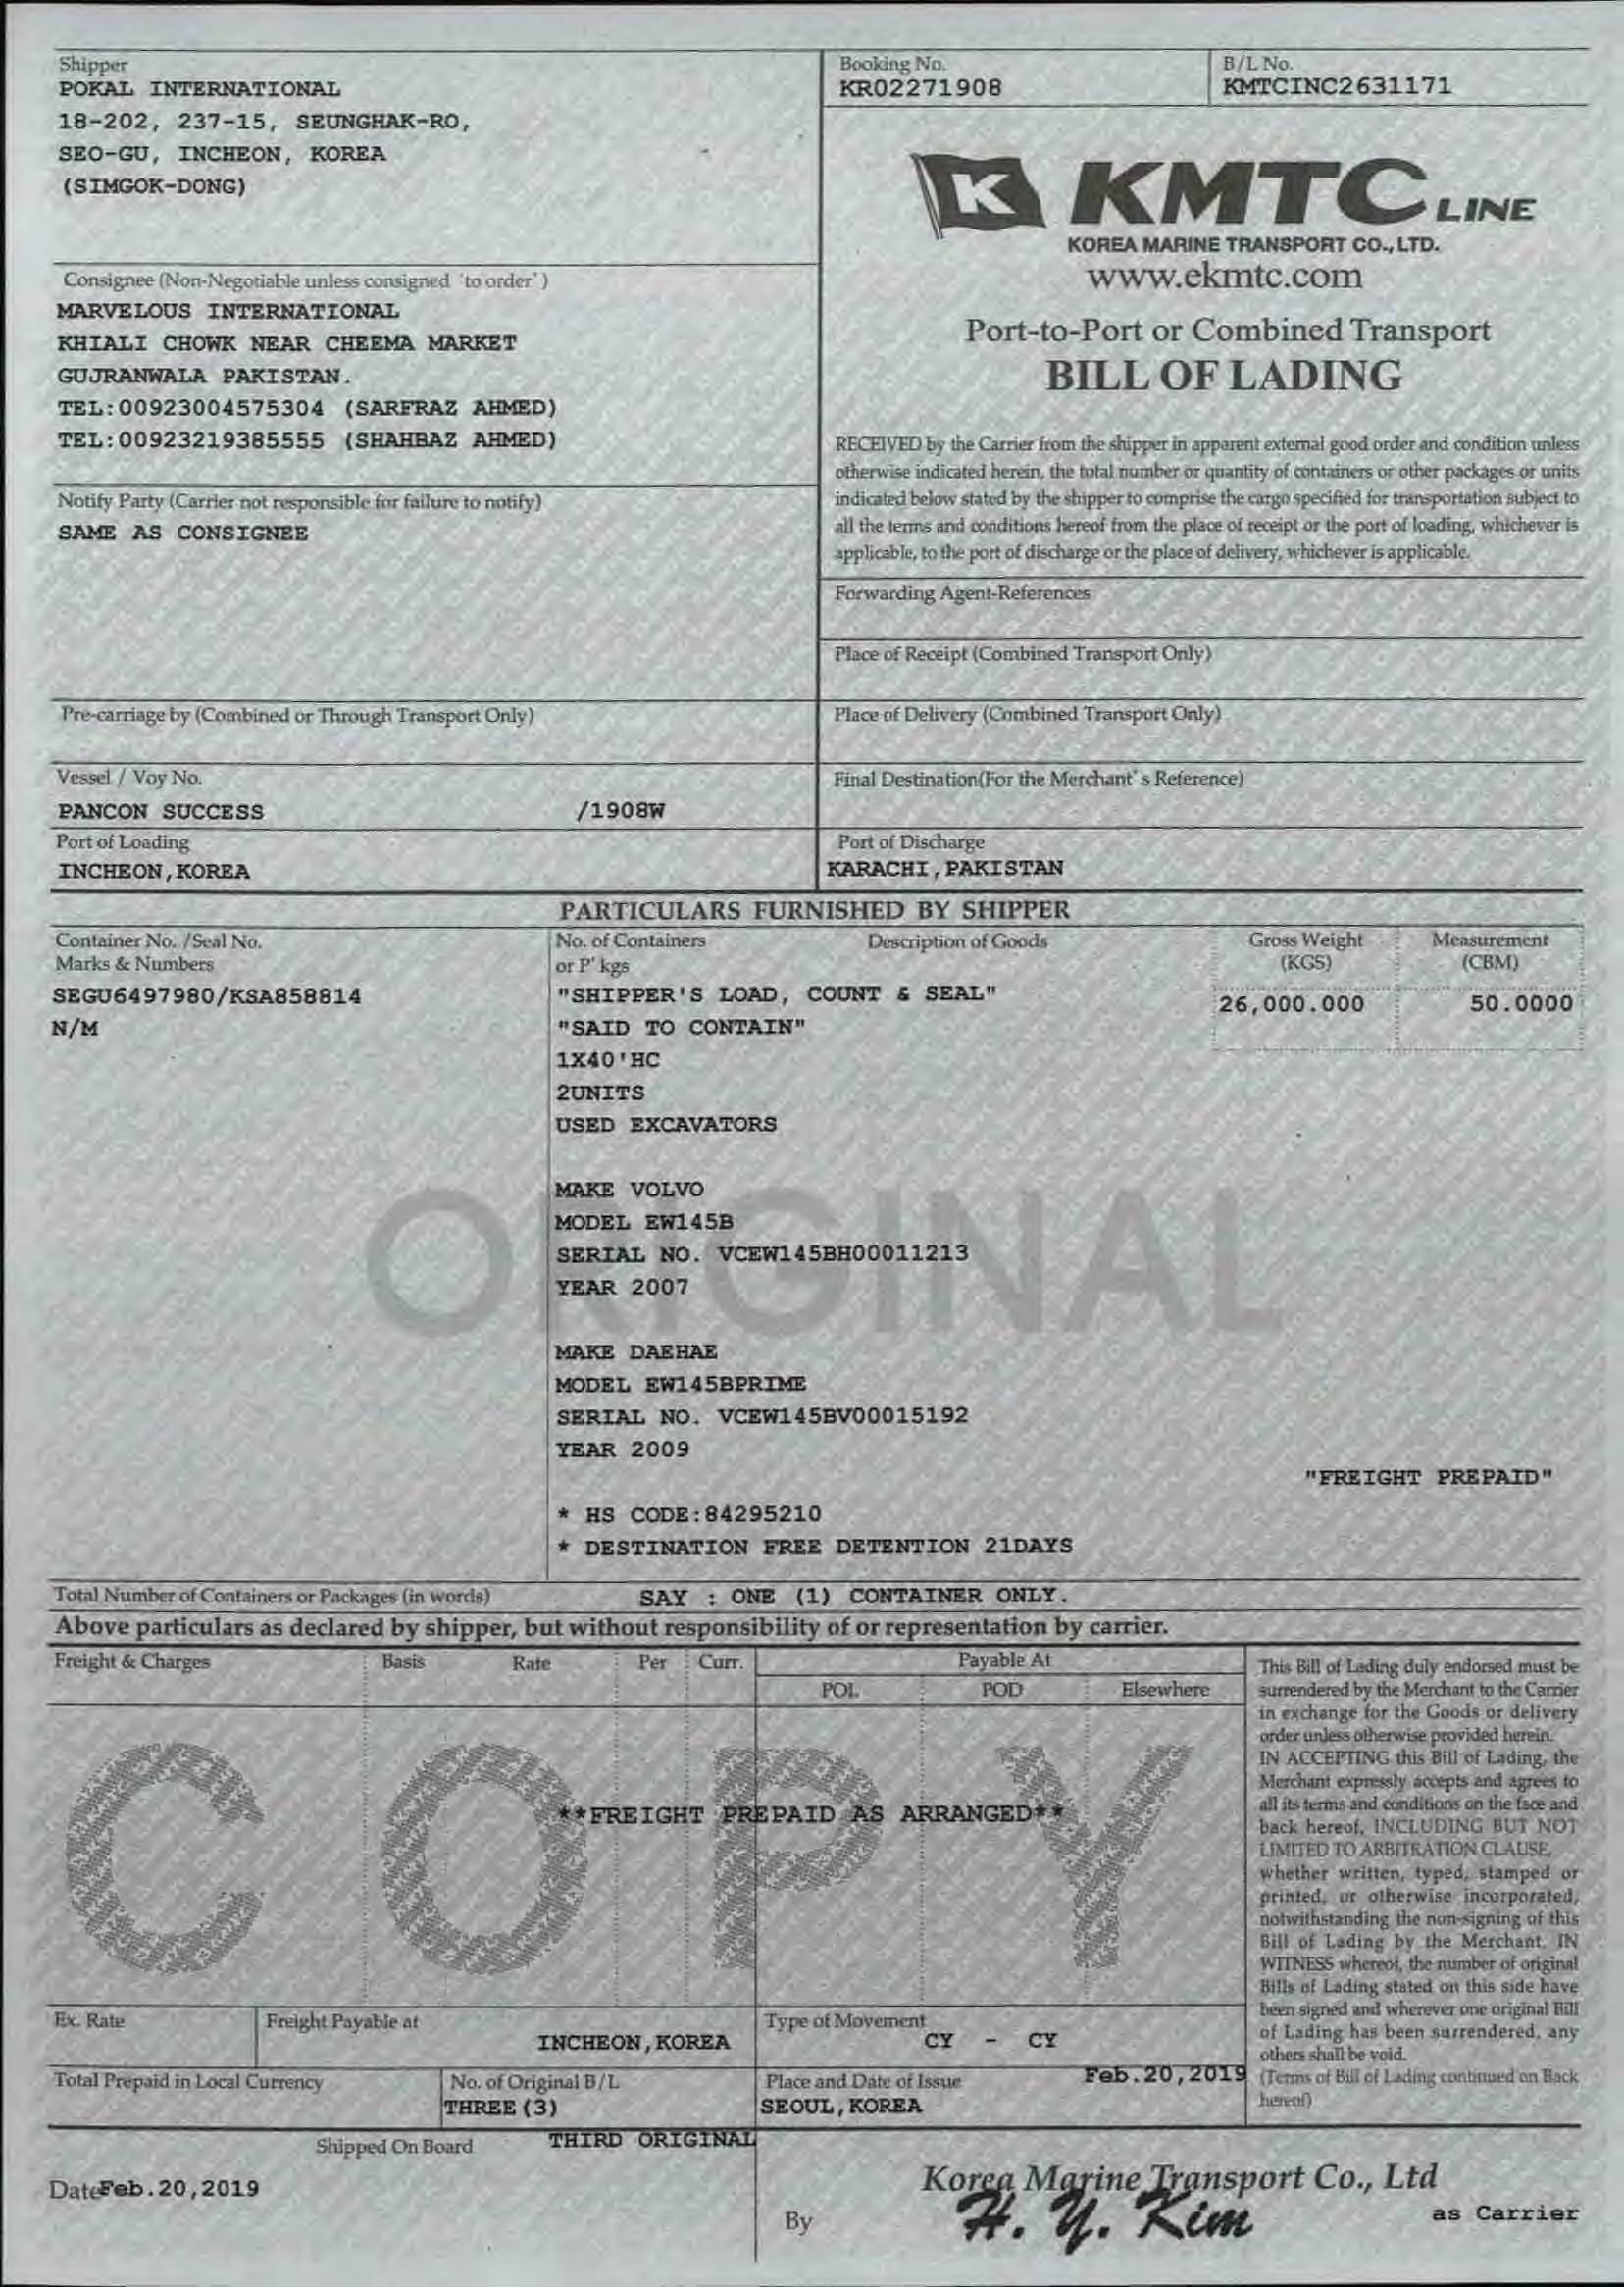 Shipper
POKAL INTERNATIONAL
18-202, 237-15, SEUNGHAK-RO,
SEO-GU, INCHEON, KOREA
(SIMGOK-DONG)
Booking No.
KR02271908
B/L No.
KMTCINC2631171
K KMTC LINE
KOREA MARINE TRANSPORT CO., LTD.
www.ekmtc.com
Port-to-Port or Combined Transport
BILL OF LADING
Consignee (Non-Negotiable unless consigned 'to order')
MARVELOUS INTERNATIONAL
KHIALI CHOWK NEAR CHEEMA MARKET
GUJRANWALA PAKISTAN.
TEL:00923004575304 (SARFRAZ AHMED)
TEL:00923219385555 (SHAHBAZ AHMED)
RECEIVED by the Carrier from the shipper in apparent external good order and condition unless
otherwise indicated herein, the total number or quantity of containers or other packages or units
indicated below stated by the shipper to comprise the cargo specified for transportation subject to
all the terms and conditions hereof from the place of receipt or the port of loading, whichever is
applicable, to the port of discharge or the place of delivery, whichever is applicable.
Notify Party (Carrier not responsible for failure to notify)
SAME AS CONSIGNEE
Forwarding Agent-References
Place of Receipt (Combined Transport Only)
Pre-carriage by (Combined or Through Transport Only)
Place of Delivery (Combined Transport Only)
Vessel / Voy No.
PANCON SUCCESS /1908W
Final Destination(For the Merchant's Reference)
Port of Loading
INCHEON,KOREA
Port of Discharge
KARACHI,PAKISTAN
PARTICULARS FURNISHED BY SHIPPER
Container No. /Seal No.
Marks & Numbers
No. of Containers
or P'kgs
Description of Goods
Gross Weight
(KGS)
Measurement
(CBM)
SEGU6497980/KSA858814
N/M
"SHIPPER'S LOAD, COUNT & SEAL"
26,000.000
50.0000
"SAID TO CONTAIN"
1X40'HC
2UNITS
USED EXCAVATORS
MAKE VOLVO
MODEL EW145B
SERIAL NO. VCEW145BH00011213
YEAR 2007
ORIGINAL
MAKE DAEHAE
MODEL EW145BPRIME
SERIAL NO. VCEW145BV00015192
YEAR 2009
"FREIGHT PREPAID"
* HS CODE:84295210
* DESTINATION FREE DETENTION 21DAYS
Total Number of Containers or Packages (in words)
SAY : ONE (1) CONTAINER ONLY.
Above particulars as declared by shipper, but without responsibility of or representation by carrier.
Freight & Charges
Basis
Rate
Per
Curr.
Payable At
POL
POD
Elsewhere
COPY
**FREIGHT PREPAID AS ARRANGED**
This Bill of Lading duly endorsed must be
surrendered by the Merchant to the Carrier
in exchange for the Goods or delivery
order unless otherwise provided herein.
IN ACCEPTING this Bill of Lading, the
Merchant expressly accepts and agrees to
all its terms and conditions on the face and
back hereof, INCLUDING BUT NOT
LIMITED TO ARBITRATION CLAUSE,
whether written, typed, stamped or
printed, or otherwise incorporated,
notwithstanding the non-signing of this
Bill of Lading by the Merchant. IN
WITNESS whereof, the number of original
Bills of Lading stated on this side have
been signed and wherever one original Bill
of Lading has been surrendered, any
others shall be void.
(Terms of Bill of Lading continued on Back
hereof)
Ex. Rate
Freight Payable at
INCHEON,KOREA
Type of Movement
CY - CY
Total Prepaid in Local Currency
No. of Original B/L
THREE(3)
Place and Date of Issue
Feb.20,2019
SEOUL,KOREA
Shipped On Board
THIRD ORIGINAL
Date Feb.20,2019
Korea Marine Transport Co., Ltd
By
H. Y. Kim
as Carrier